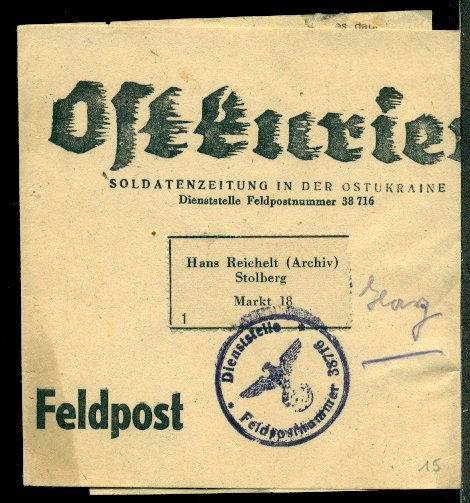 Ostkurier
SOLDATENZEITUNG IN DER OSTUKRAINE
Dienststelle Feldpostnummer 38 716
Hans Reichelt (Archiv)
Stolberg
Markt 18
1
Dienststelle
Feldpostnummer 38716
Feldpost
15